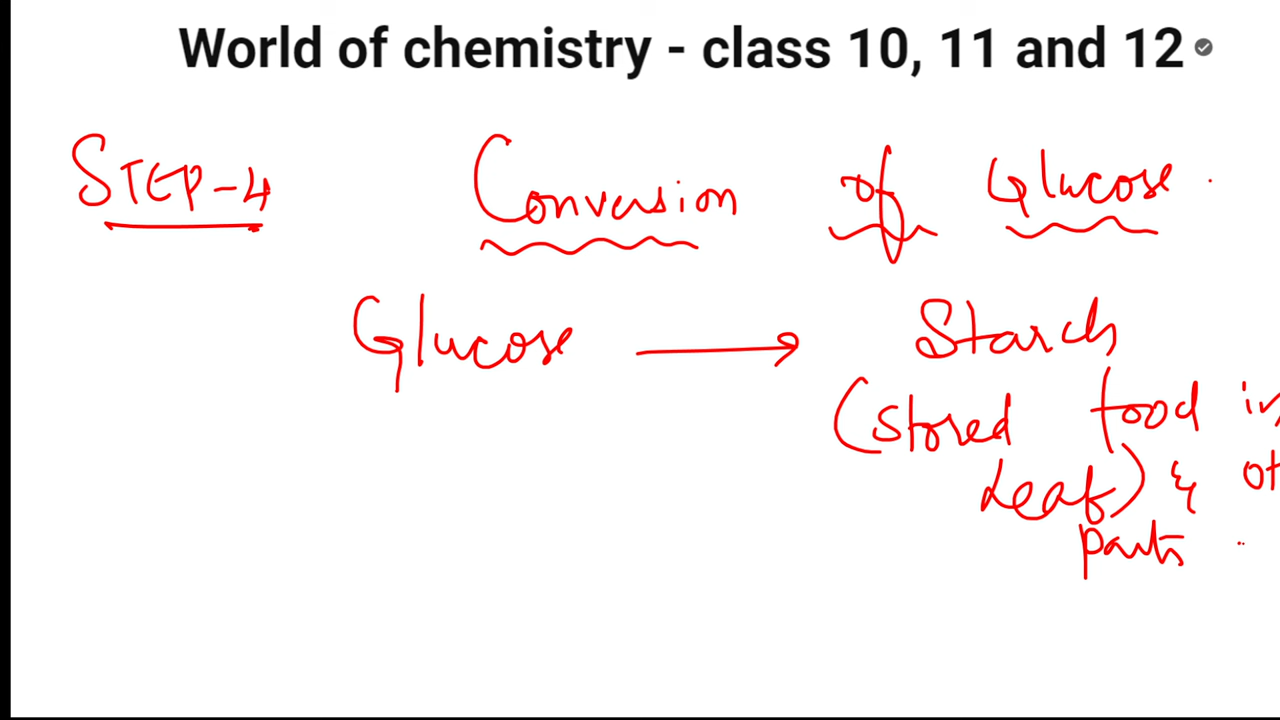 World of chemistry - class 10, 11 and 12
STEP-4 Conversion of Glucose.
Glucose → Starch
(stored food in
Leaf) & ot
parts